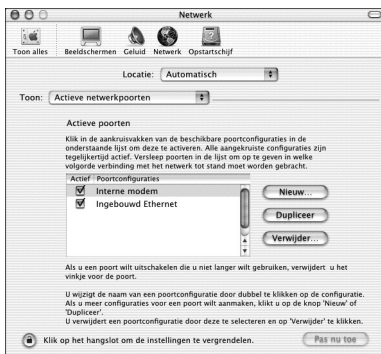 Netwerk
Toon alles Beeldschermen Geluid Netwerk Opstartschijf
Locatie: Automatisch
Toon: Actieve netwerkpoorten
Actieve poorten
Klik in de aankruisvakken van de beschikbare poortconfiguraties in de
onderstaande lijst om deze te activeren. Alle aangekruiste configuraties zijn
tegelijkertijd actief. Versleep poorten in de lijst om op te geven in welke
volgorde verbinding met het netwerk tot stand moet worden gebracht.
Actief Poortconfiguraties
Interne modem
Ingebouwd Ethernet
Nieuw...
Dupliceer
Verwijder...
Als u een poort wilt uitschakelen die u niet langer wilt gebruiken, verwijdert u het
vinkje voor de poort.
U wijzigt de naam van een poortconfiguratie door dubbel te klikken op de configuratie.
Als u meer configuraties voor een poort wilt aanmaken, klikt u op de knop 'Nieuw' of
'Dupliceer'.
U verwijdert een poortconfiguratie door deze te selecteren en op 'Verwijder' te klikken.
Klik op het hangslot om de instellingen te vergrendelen.
Pas nu toe